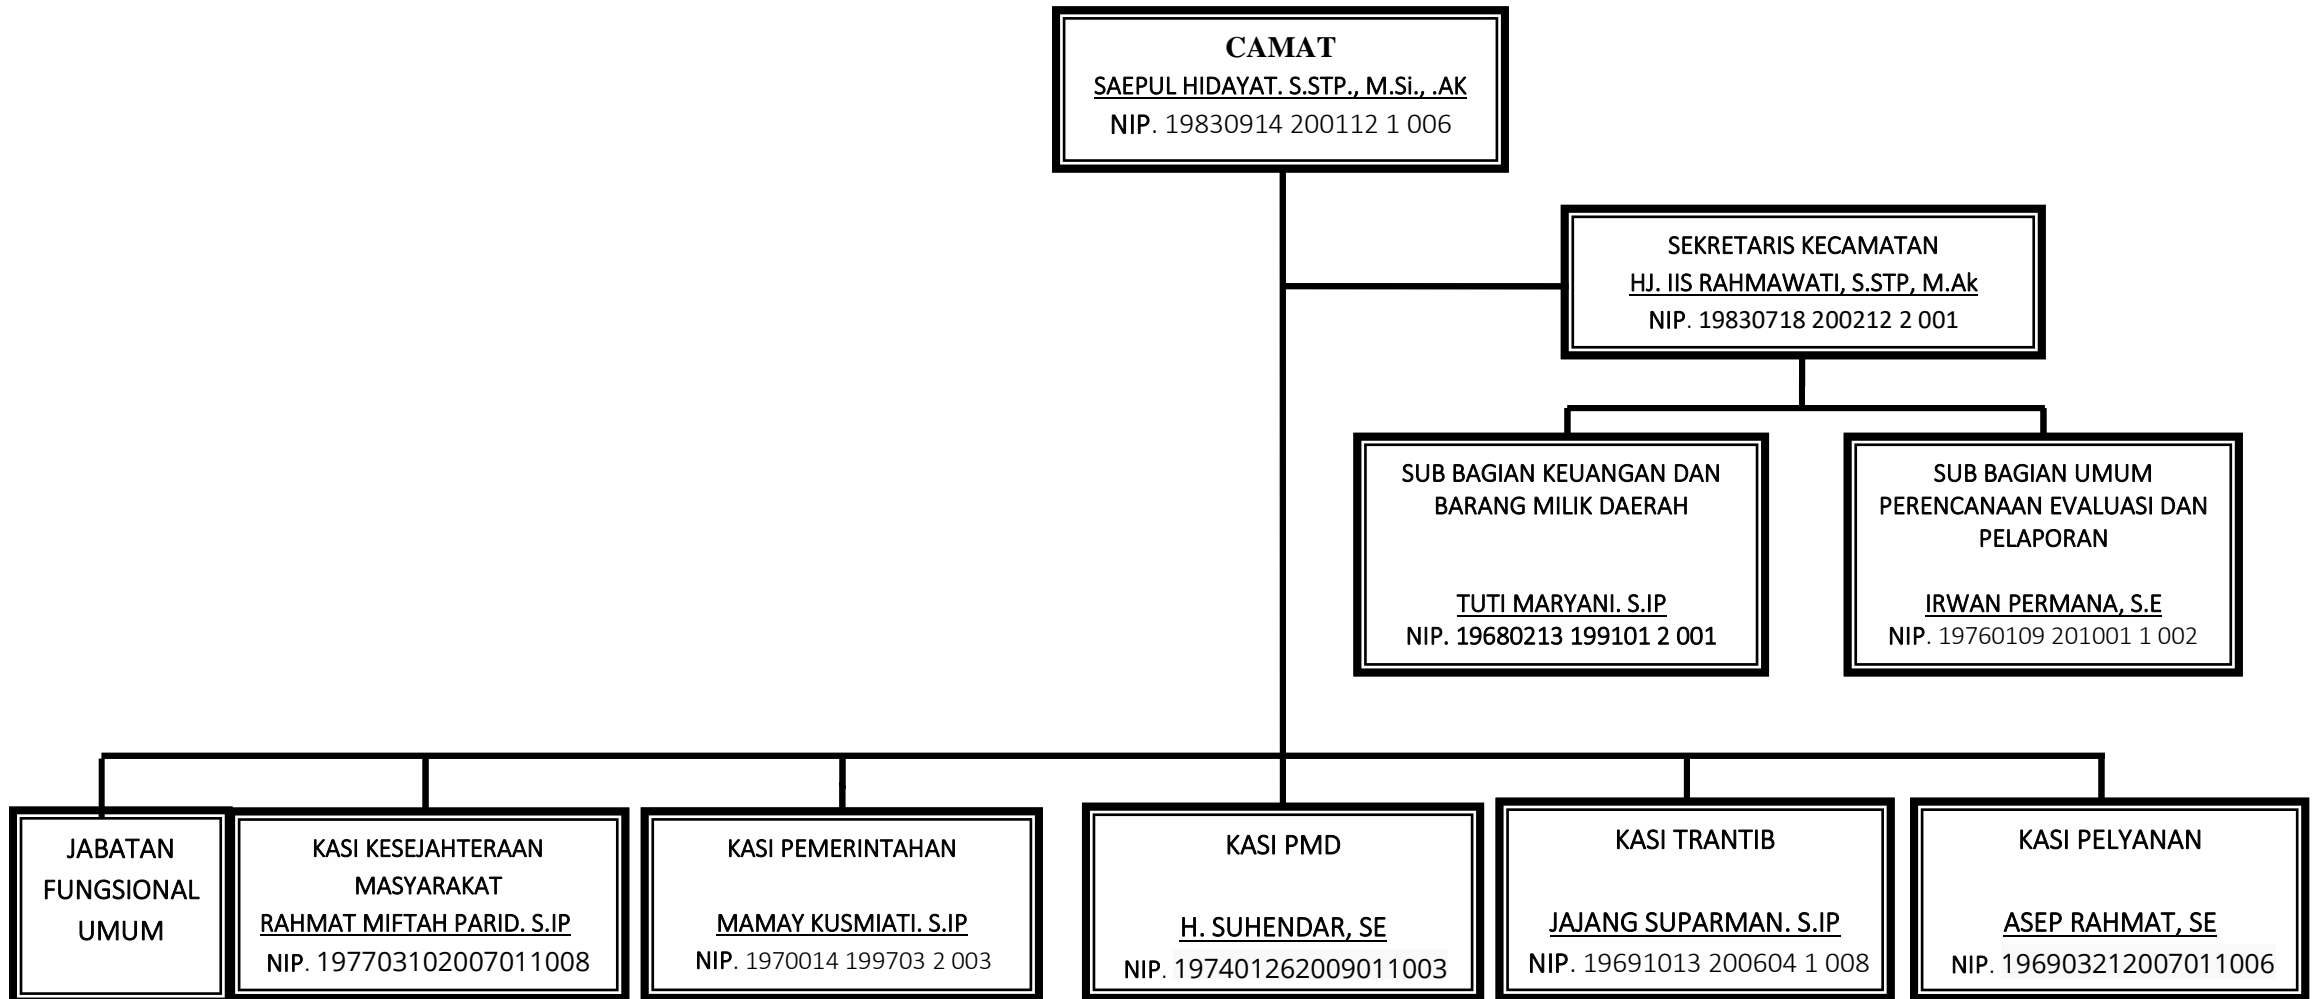 CAMAT
SAEPUL HIDAYAT. S.STP., M.Si., .AK
NIP. 19830914 200112 1 006
SEKRETARIS KECAMATAN
HJ. IIS RAHMAWATI, S.STP, M.Ak
NIP. 19830718 200212 2 001
SUB BAGIAN KEUANGAN DAN
BARANG MILIK DAERAH
TUTI MARYANI. S.IP
NIP. 19680213 199101 2 001
SUB BAGIAN UMUM
PERENCANAAN EVALUASI DAN
PELAPORAN
IRWAN PERMANA, S.E
NIP. 19760109 201001 1 002
JABATAN
FUNGSIONAL
UMUM
KASI KESEJAHTERAAN
MASYARAKAT
RAHMAT MIFTAH PARID. S.IP
NIP. 197703102007011008
KASI PEMERINTAHAN
MAMAY KUSMIATI. S.IP
NIP. 1970014 199703 2 003
KASI PMD
H. SUHENDAR, SE
NIP. 197401262009011003
KASI TRANTIB
JAJANG SUPARMAN. S.IP
NIP. 19691013 200604 1 008
KASI PELYANAN
ASEP RAHMAT, SE
NIP. 196903212007011006